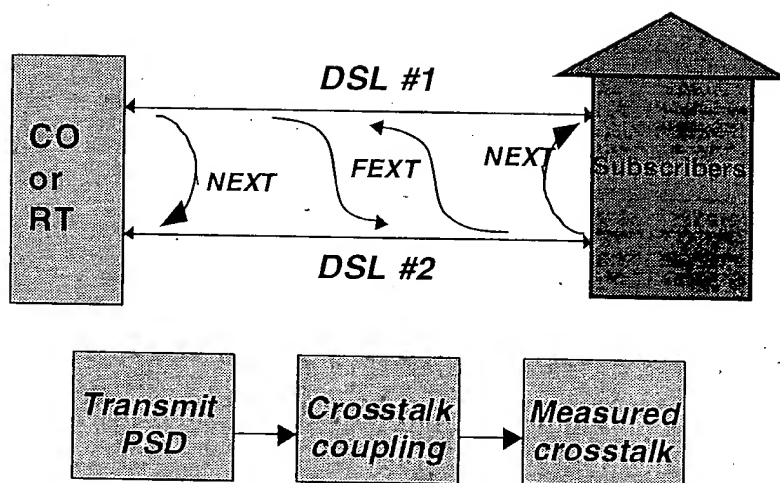 DSL #1
CO
or
RT
NEXT
FEXT
NEXT
Subscribers
DSL #2
Transmit
PSD
Crosstalk
coupling
Measured
crosstalk